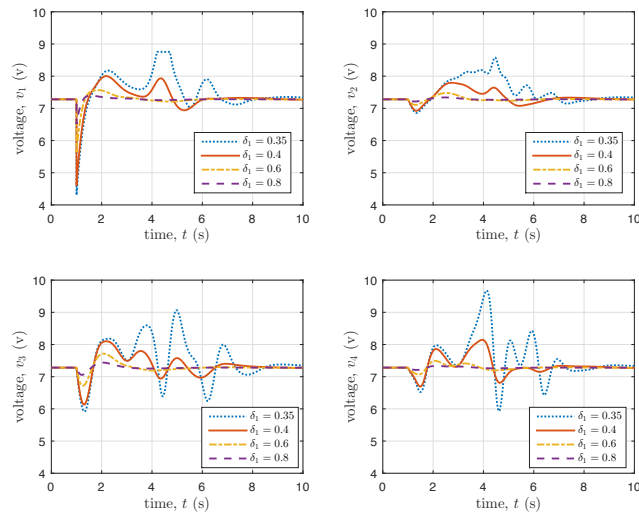 10
9
8
7
6
5
4
voltage, v₁ (v)
δ₁ = 0.35
δ₁ = 0.4
δ₁ = 0.6
δ₁ = 0.8
0 2 4 6 8 10
time, t (s)
10
9
8
7
6
5
4
voltage, v₂ (v)
δ₁ = 0.35
δ₁ = 0.4
δ₁ = 0.6
δ₁ = 0.8
0 2 4 6 8 10
time, t (s)
10
9
8
7
6
5
4
voltage, v₃ (v)
δ₁ = 0.35
δ₁ = 0.4
δ₁ = 0.6
δ₁ = 0.8
0 2 4 6 8 10
time, t (s)
10
9
8
7
6
5
4
voltage, v₄ (v)
δ₁ = 0.35
δ₁ = 0.4
δ₁ = 0.6
δ₁ = 0.8
0 2 4 6 8 10
time, t (s)